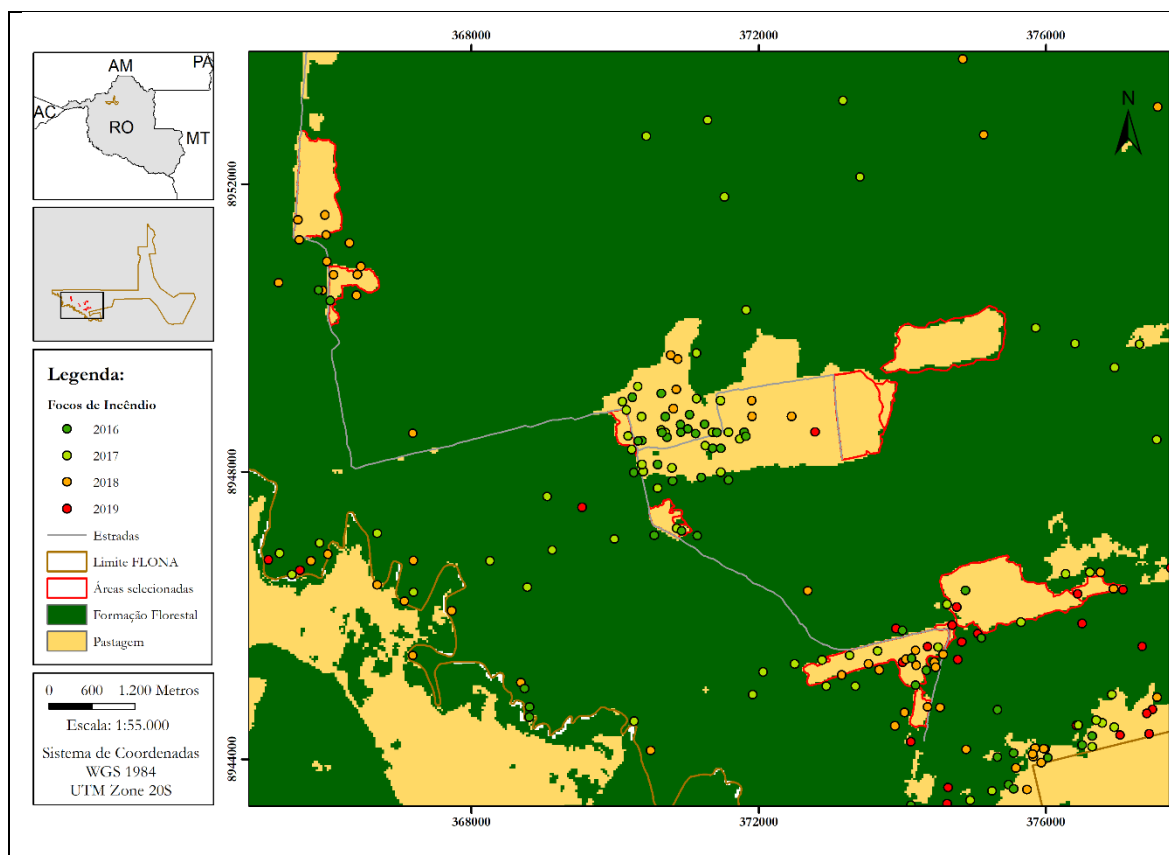 368000
372000
376000
AM
PA
AC
RO
MT
N
8952000
8948000
8944000
Legenda:
Focos de Incêndio
2016
2017
2018
2019
Estradas
Limite FLONA
Áreas selecionadas
Formação Florestal
Pastagem
0 600 1.200 Metros
Escala: 1:55.000
Sistema de Coordenadas
WGS 1984
UTM Zone 20S
368000
372000
376000